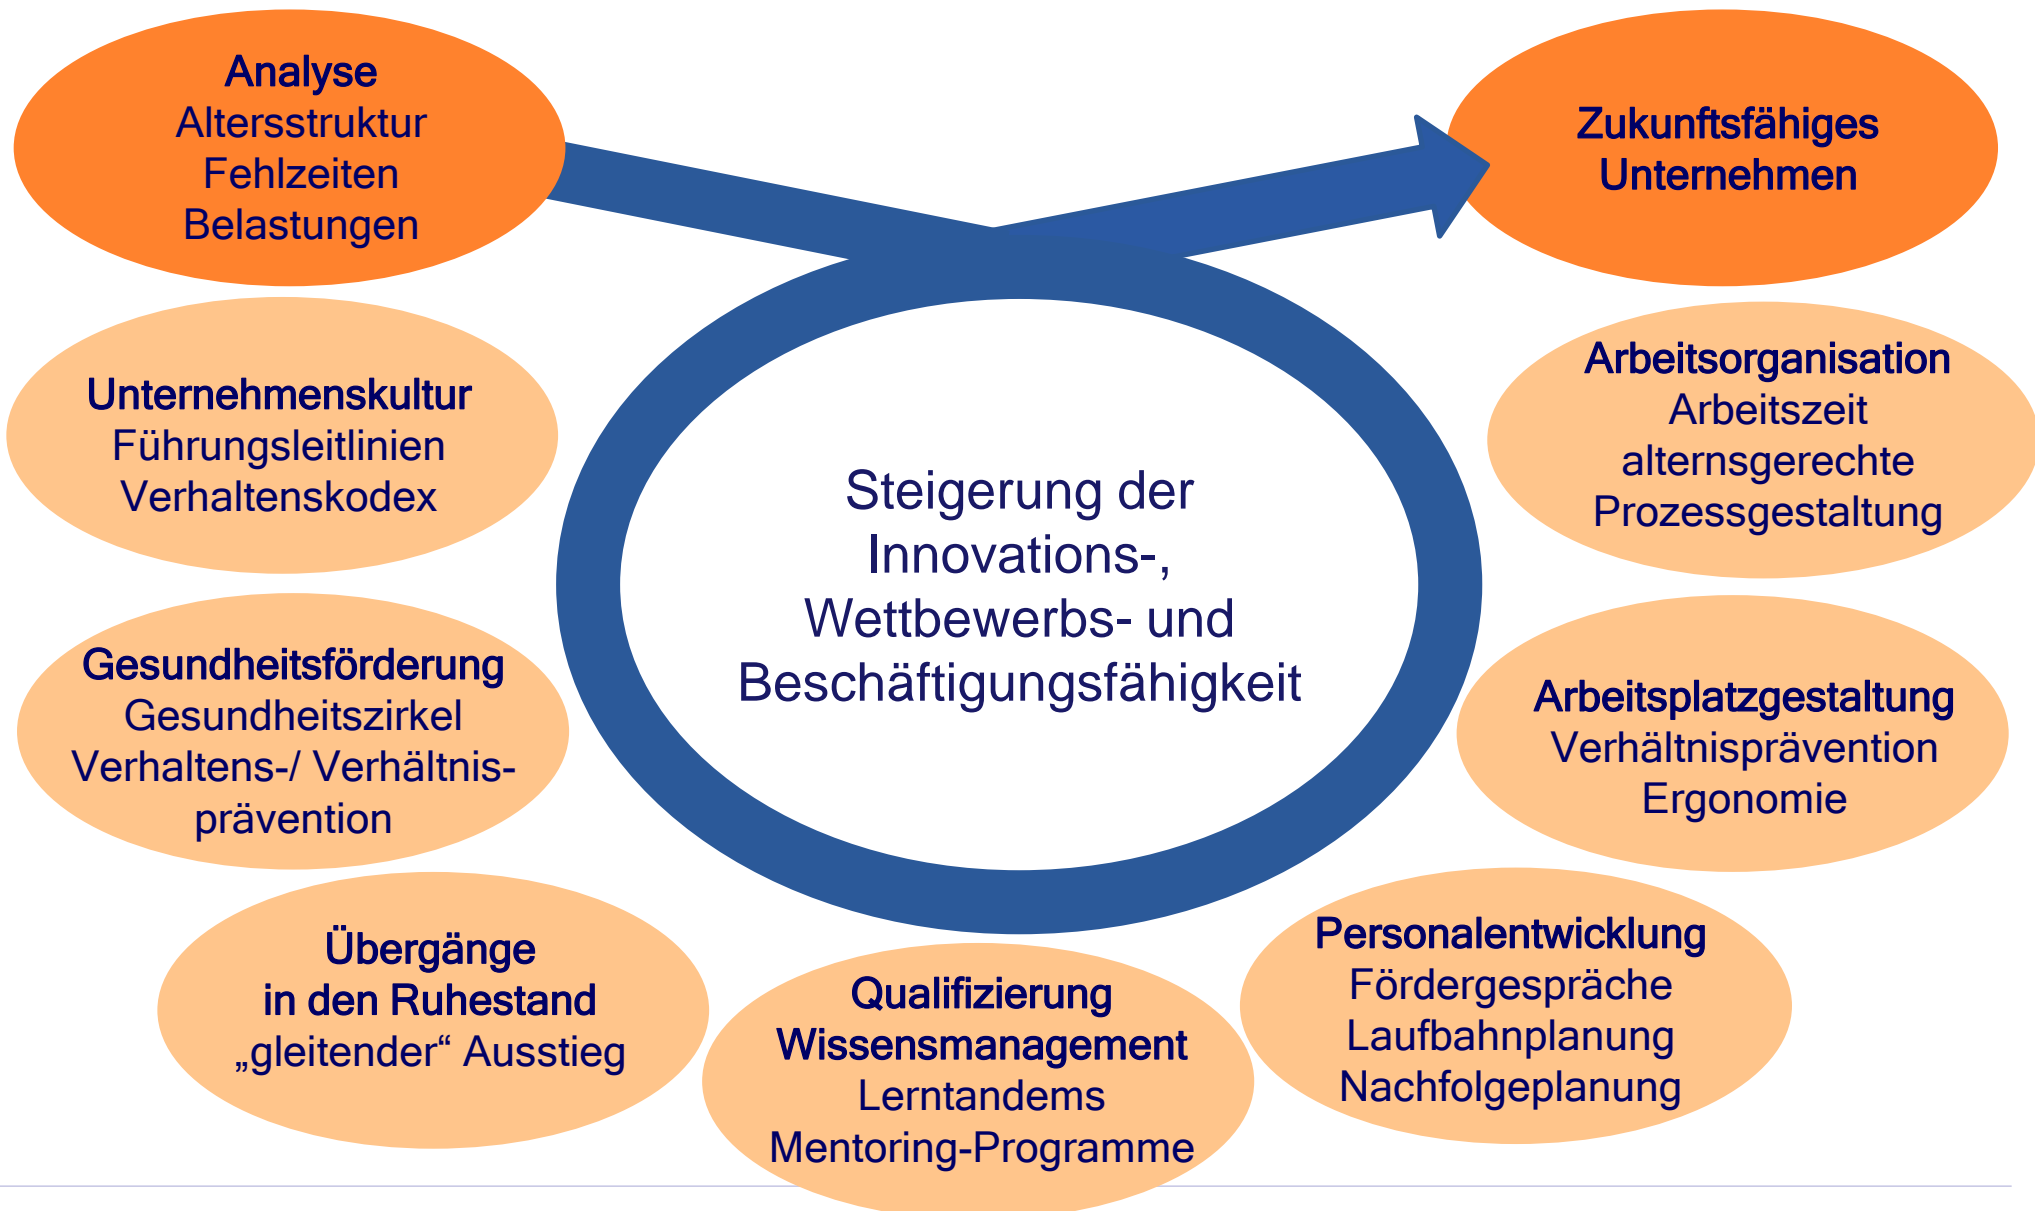 Analyse
Altersstruktur
Fehlzeiten
Belastungen
Zukunftsfähiges
Unternehmen
Unternehmenskultur
Führungsleitlinien
Verhaltenskodex
Arbeitsorganisation
Arbeitszeit
alternsgerechte
Prozessgestaltung
Steigerung der
Innovations-,
Wettbewerbs- und
Beschäftigungsfähigkeit
Gesundheitsförderung
Gesundheitszirkel
Verhaltens-/ Verhältnis-
prävention
Arbeitsplatzgestaltung
Verhältnisprävention
Ergonomie
Übergänge
in den Ruhestand
„gleitender“ Ausstieg
Qualifizierung
Wissensmanagement
Lerntandems
Mentoring-Programme
Personalentwicklung
Fördergespräche
Laufbahnplanung
Nachfolgeplanung